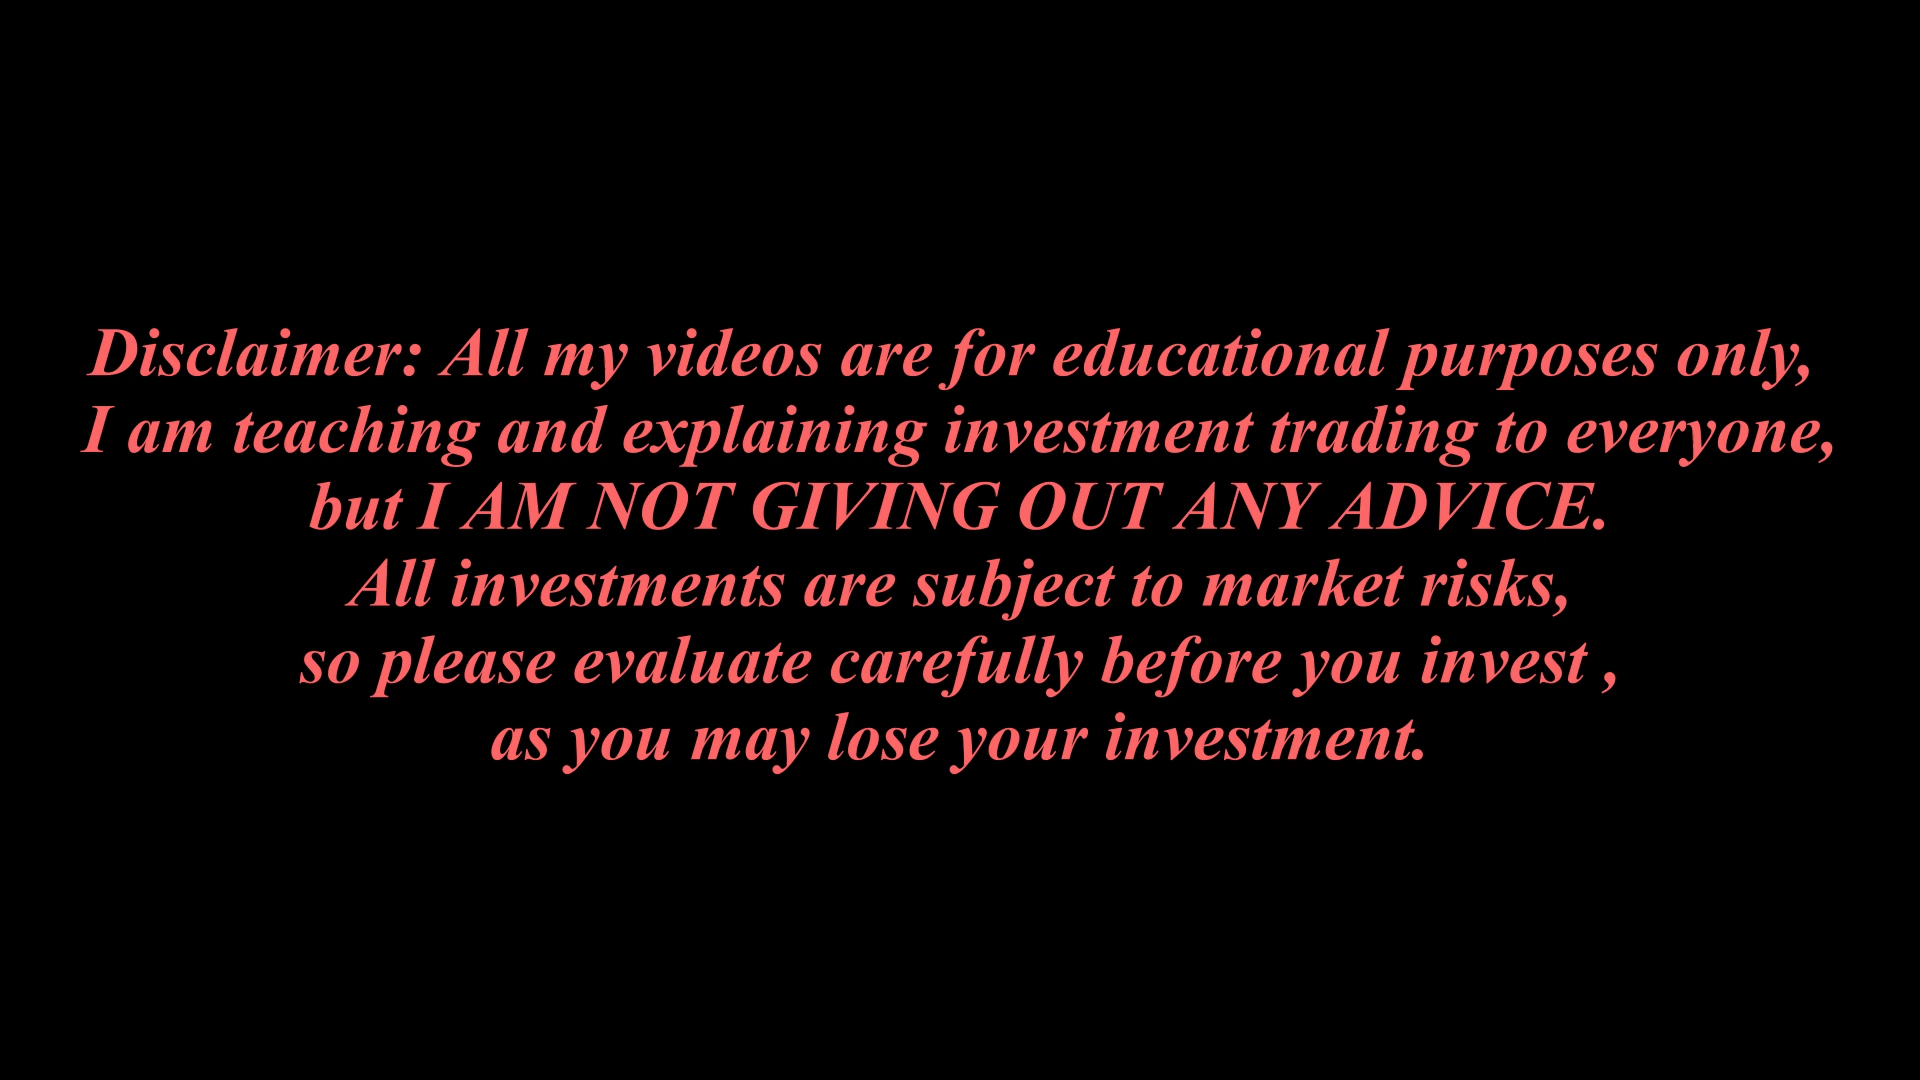 Disclaimer: All my videos are for educational purposes only,
I am teaching and explaining investment trading to everyone,
but I AM NOT GIVING OUT ANY ADVICE.
All investments are subject to market risks,
so please evaluate carefully before you invest ,
as you may lose your investment.